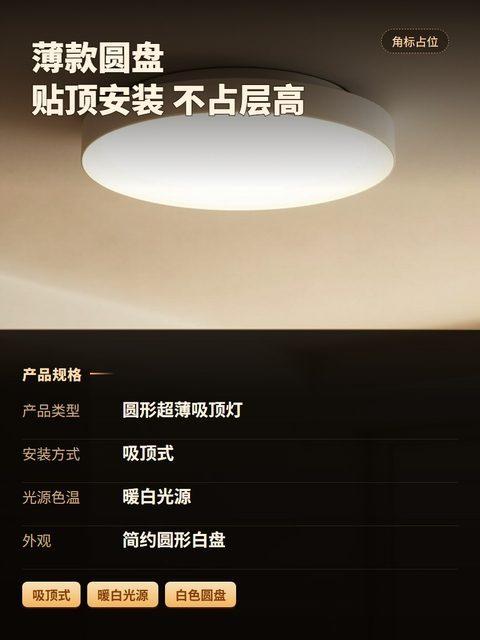 薄款圆盘
角标占位
贴顶安装 不占层高
产品规格
产品类型 圆形超薄吸顶灯
安装方式 吸顶式
光源色温 暖白光源
外观 简约圆形白盘
吸顶式 暖白光源 白色圆盘